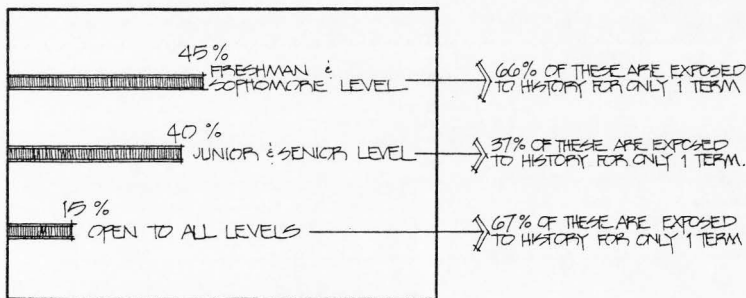 45%
FRESHMAN &
SOPHOMORE LEVEL
66% OF THESE ARE EXPOSED
TO HISTORY FOR ONLY 1 TERM
40%
JUNIOR & SENIOR LEVEL
37% OF THESE ARE EXPOSED
TO HISTORY FOR ONLY 1 TERM.
15%
OPEN TO ALL LEVELS
67% OF THESE ARE EXPOSED
TO HISTORY FOR ONLY 1 TERM